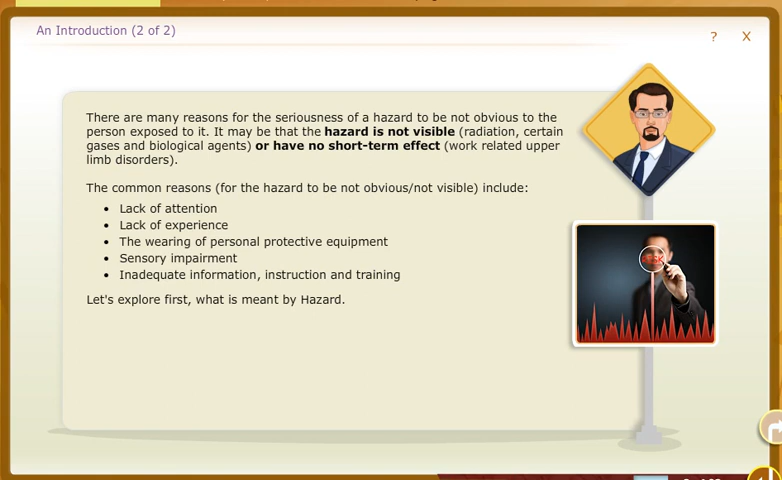 An Introduction (2 of 2)
? X
There are many reasons for the seriousness of a hazard to be not obvious to the
person exposed to it. It may be that the hazard is not visible (radiation, certain
gases and biological agents) or have no short-term effect (work related upper
limb disorders).
The common reasons (for the hazard to be not obvious/not visible) include:
• Lack of attention
• Lack of experience
• The wearing of personal protective equipment
• Sensory impairment
• Inadequate information, instruction and training
Let's explore first, what is meant by Hazard.